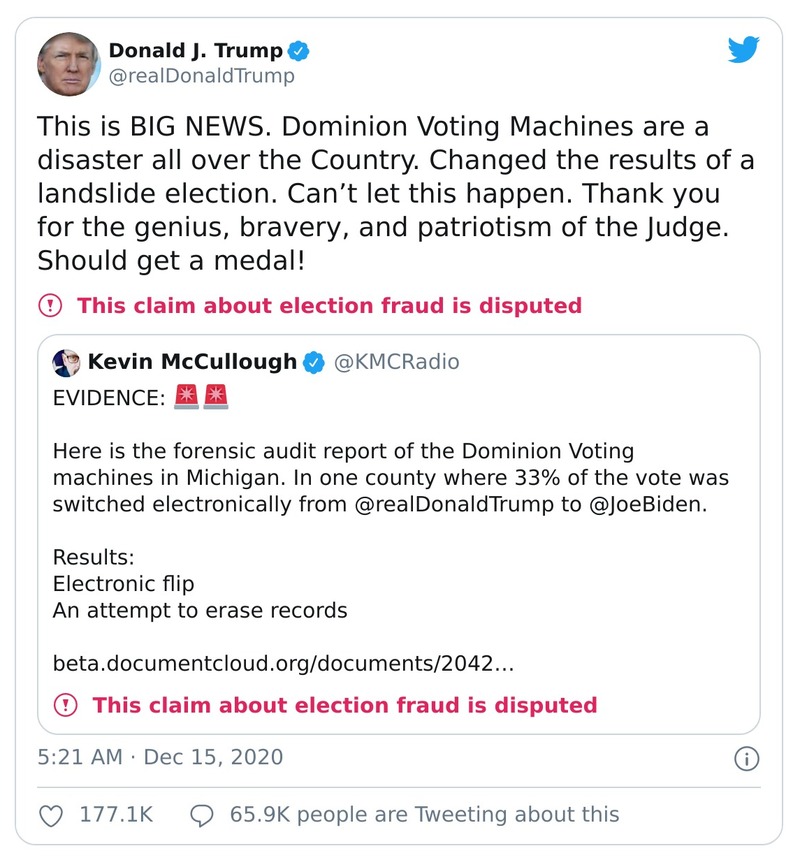 Donald J. Trump
@realDonaldTrump
This is BIG NEWS. Dominion Voting Machines are a
disaster all over the Country. Changed the results of a
landslide election. Can’t let this happen. Thank you
for the genius, bravery, and patriotism of the Judge.
Should get a medal!
This claim about election fraud is disputed
Kevin McCullough @KMCRadio
EVIDENCE: 🚨🚨
Here is the forensic audit report of the Dominion Voting
machines in Michigan. In one county where 33% of the vote was
switched electronically from @realDonaldTrump to @JoeBiden.
Results:
Electronic flip
An attempt to erase records
beta.documentcloud.org/documents/2042…
This claim about election fraud is disputed
5:21 AM · Dec 15, 2020
177.1K 65.9K people are Tweeting about this